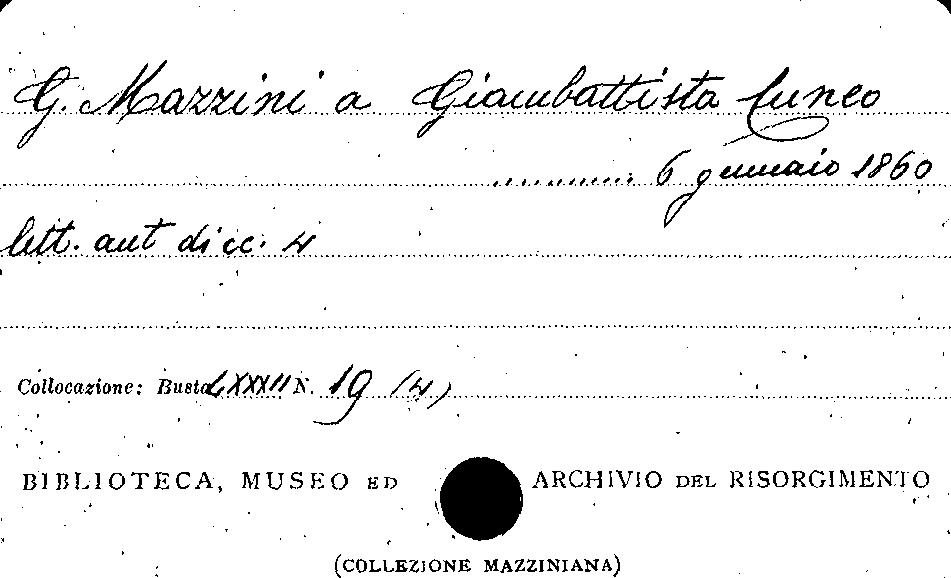 G. Mazzini a Giambattista Cuneo
......... 6 gennaio 1860
lett. aut di cc. 4
Collocazione: Busta LXXXII N. 19 (4)
BIBLIOTECA, MUSEO ED ARCHIVIO DEL RISORGIMENTO
(COLLEZIONE MAZZINIANA)